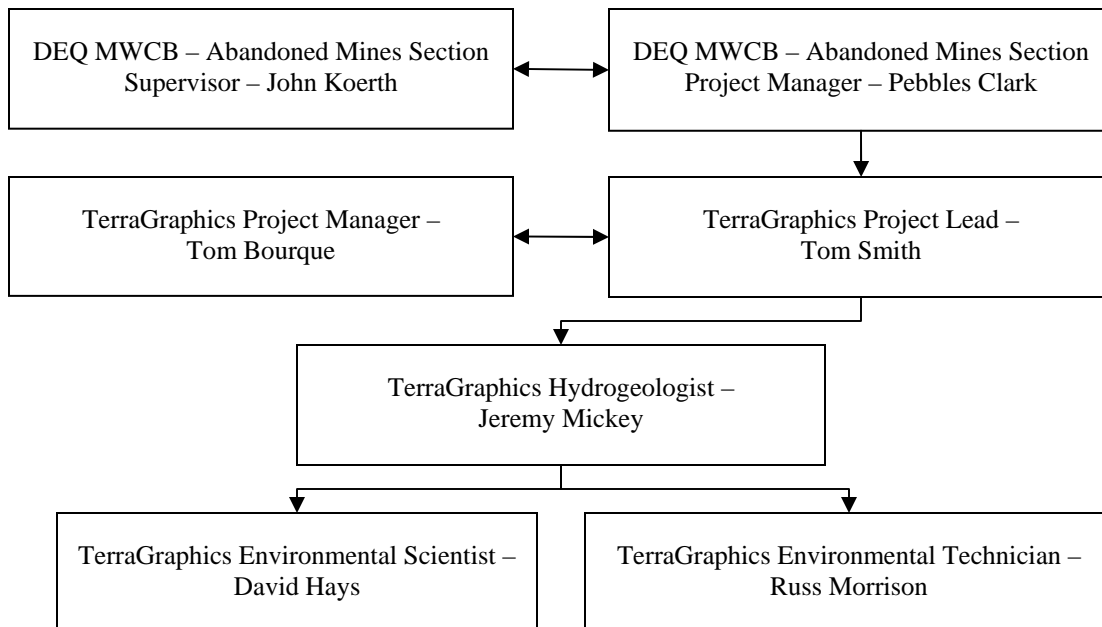 DEQ MWCB – Abandoned Mines Section
Supervisor – John Koerth
DEQ MWCB – Abandoned Mines Section
Project Manager – Pebbles Clark
TerraGraphics Project Manager –
Tom Bourque
TerraGraphics Project Lead –
Tom Smith
TerraGraphics Hydrogeologist –
Jeremy Mickey
TerraGraphics Environmental Scientist –
David Hays
TerraGraphics Environmental Technician –
Russ Morrison